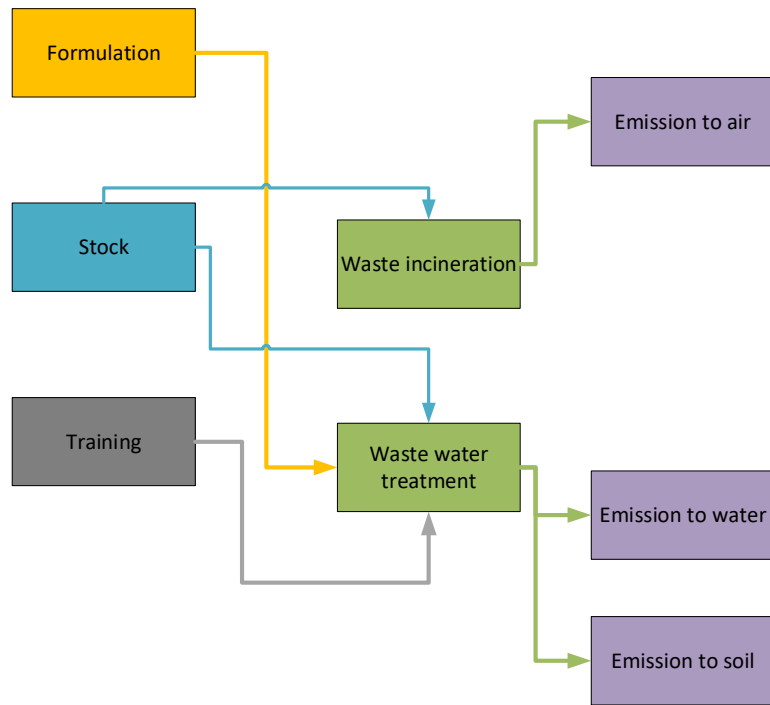 Formulation
Emission to air
Stock
Waste incineration
Training
Waste water
treatment
Emission to water
Emission to soil